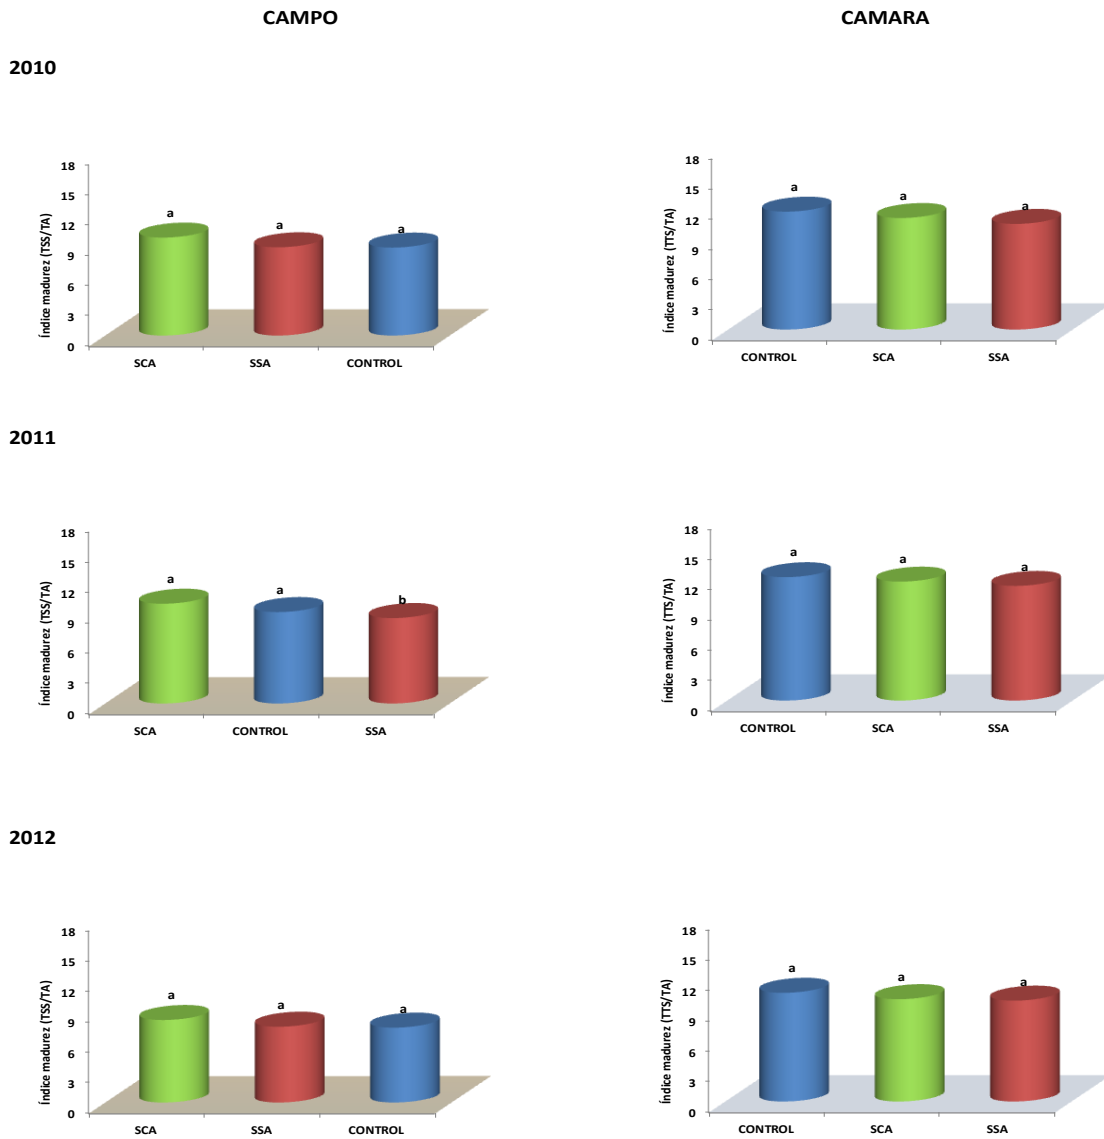 CAMPO
CAMARA
2010
Índice madurez (TSS/TA)
18
15
12
9
6
3
0
a
a
a
SCA
SSA
CONTROL
Índice madurez (TTS/TA)
18
15
12
9
6
3
0
a
a
a
CONTROL
SCA
SSA
2011
Índice madurez (TSS/TA)
18
15
12
9
6
3
0
a
a
b
SCA
CONTROL
SSA
Índice madurez (TTS/TA)
18
15
12
9
6
3
0
a
a
a
CONTROL
SCA
SSA
2012
Índice madurez (TSS/TA)
18
15
12
9
6
3
0
a
a
a
SCA
SSA
CONTROL
Índice madurez (TTS/TA)
18
15
12
9
6
3
0
a
a
a
CONTROL
SCA
SSA